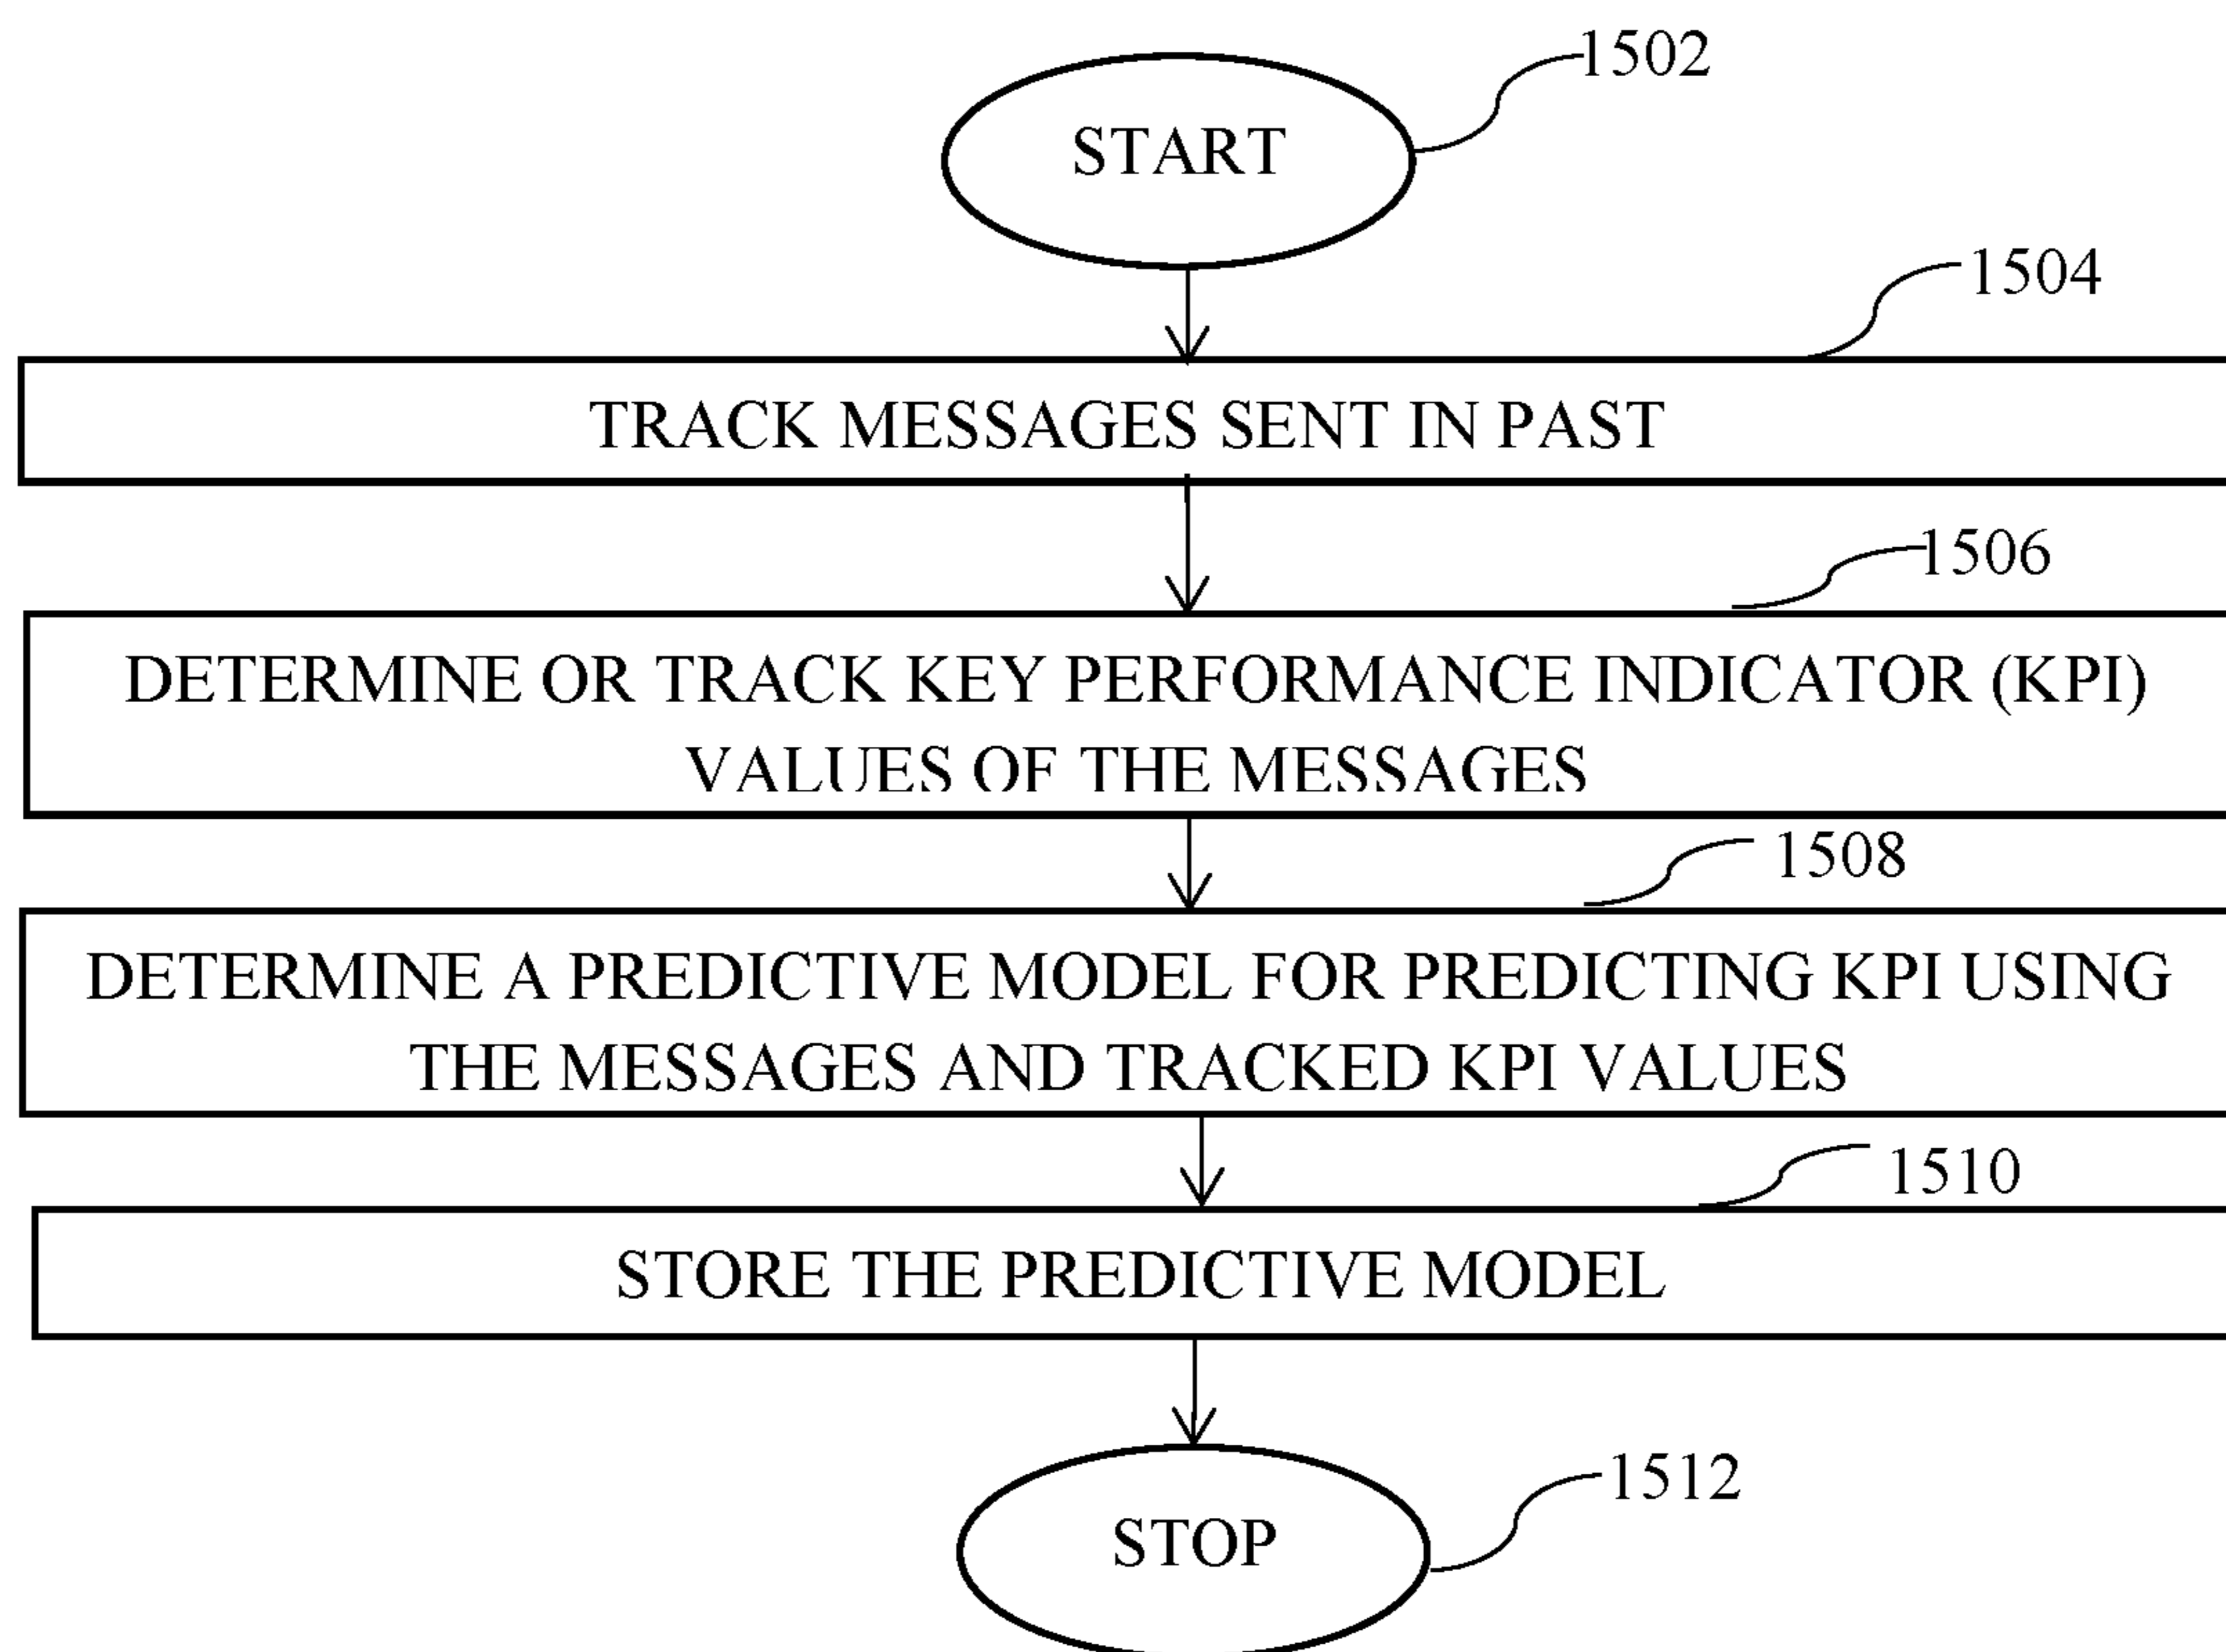 1502
START
1504
TRACK MESSAGES SENT IN PAST
1506
DETERMINE OR TRACK KEY PERFORMANCE INDICATOR (KPI)
VALUES OF THE MESSAGES
1508
DETERMINE A PREDICTIVE MODEL FOR PREDICTING KPI USING
THE MESSAGES AND TRACKED KPI VALUES
1510
STORE THE PREDICTIVE MODEL
1512
STOP